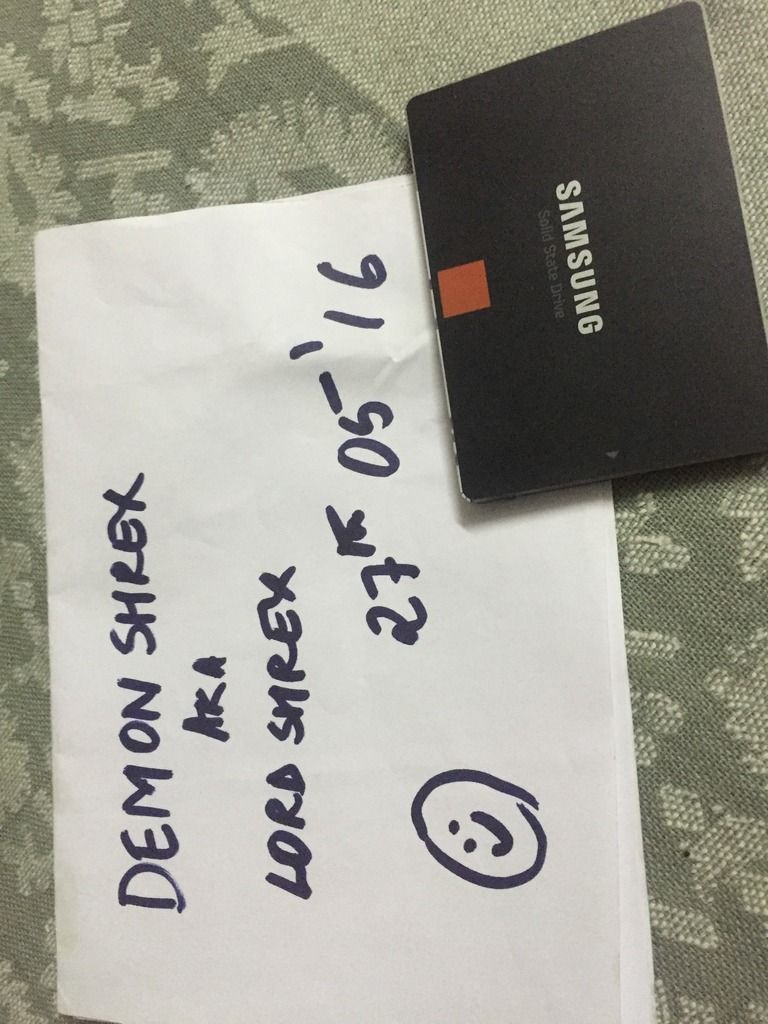 DEMON SHREX
AKA
LORD SHREX
27th 05-'16
SAMSUNG
Solid State Drive